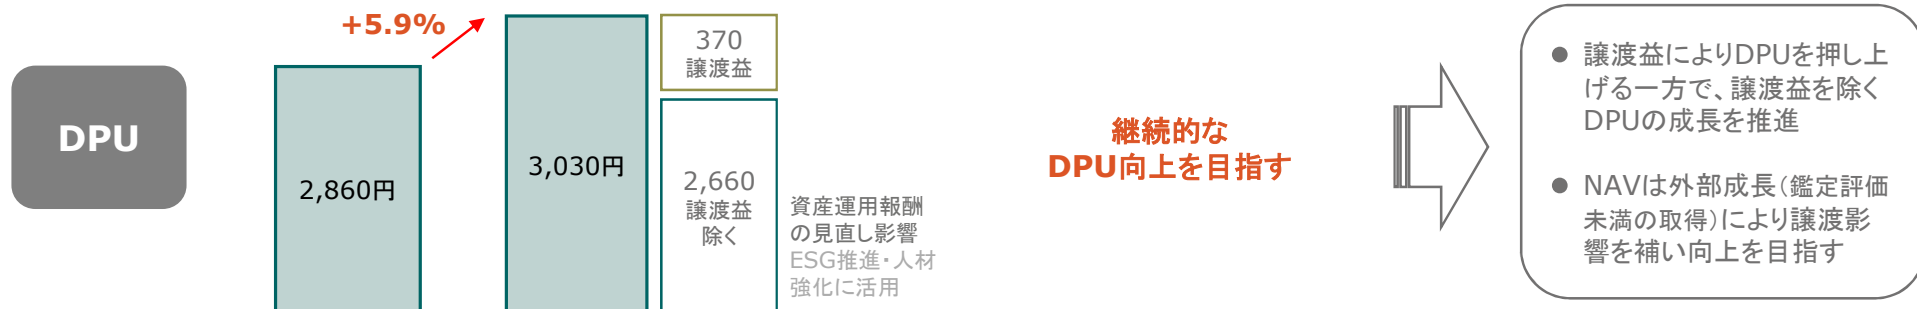 DPU
+5.9%
2,860円
3,030円
370
譲渡益
2,660
譲渡益
除く
資産運用報酬
の見直し影響
ESG推進・人材
強化に活用
継続的な
DPU向上を目指す
● 譲渡益によりDPUを押し上
げる一方で、譲渡益を除く
DPUの成長を推進
● NAVは外部成長（鑑定評価
未満の取得）により譲渡影
響を補い向上を目指す